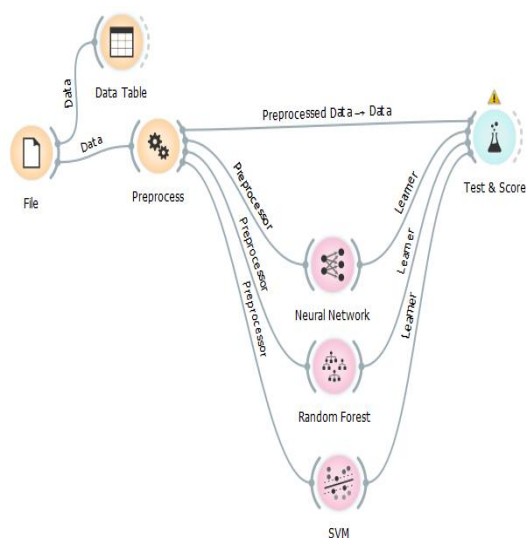 Data
Data Table
File
Data
Preprocess
Preprocessed Data → Data
Test & Score
Preprocessor
Preprocessor
Preprocessor
Learner
Learner
Learner
Neural Network
Random Forest
SVM